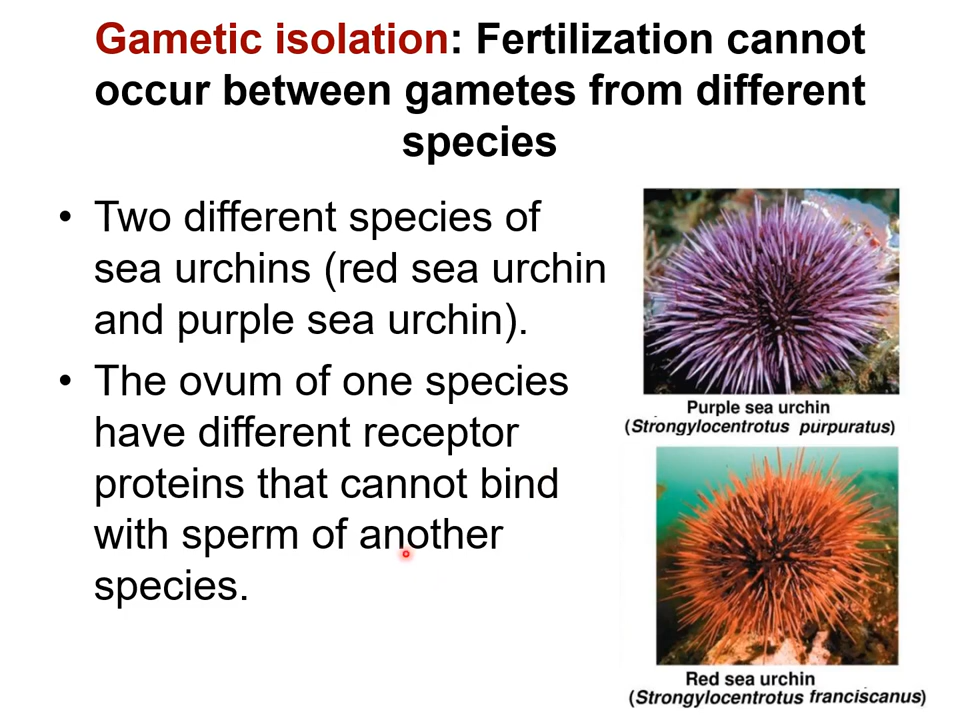 Gametic isolation: Fertilization cannot
occur between gametes from different
species
• Two different species of
sea urchins (red sea urchin
and purple sea urchin).
• The ovum of one species
have different receptor
proteins that cannot bind
with sperm of another
species.
Purple sea urchin
(Strongylocentrotus purpuratus)
Red sea urchin
(Strongylocentrotus franciscanus)